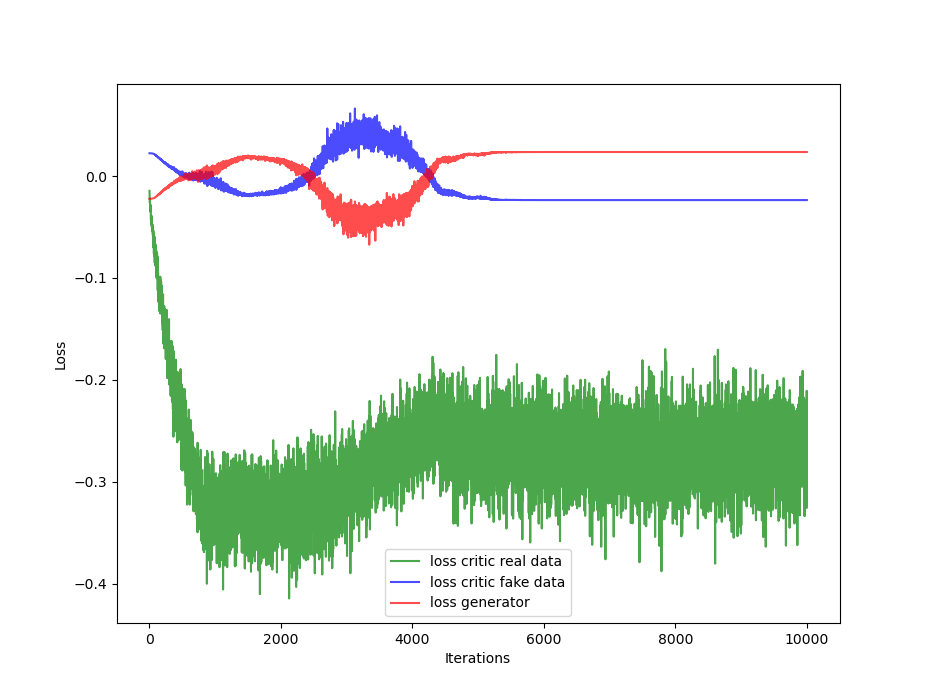 0.0
−0.1
−0.2
−0.3
−0.4
Loss
loss critic real data
loss critic fake data
loss generator
0 2000 4000 6000 8000 10000
Iterations